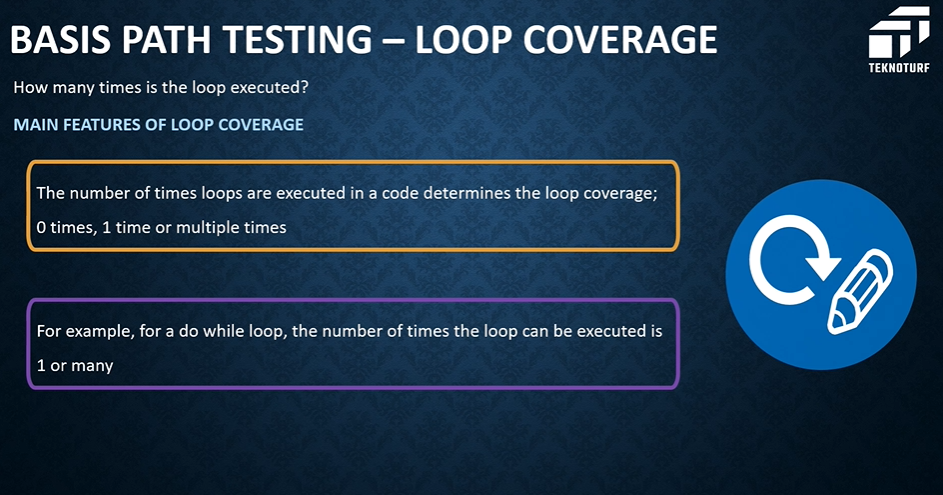 BASIS PATH TESTING – LOOP COVERAGE
TEKNOTURF
How many times is the loop executed?
MAIN FEATURES OF LOOP COVERAGE
The number of times loops are executed in a code determines the loop coverage;
0 times, 1 time or multiple times
For example, for a do while loop, the number of times the loop can be executed is
1 or many